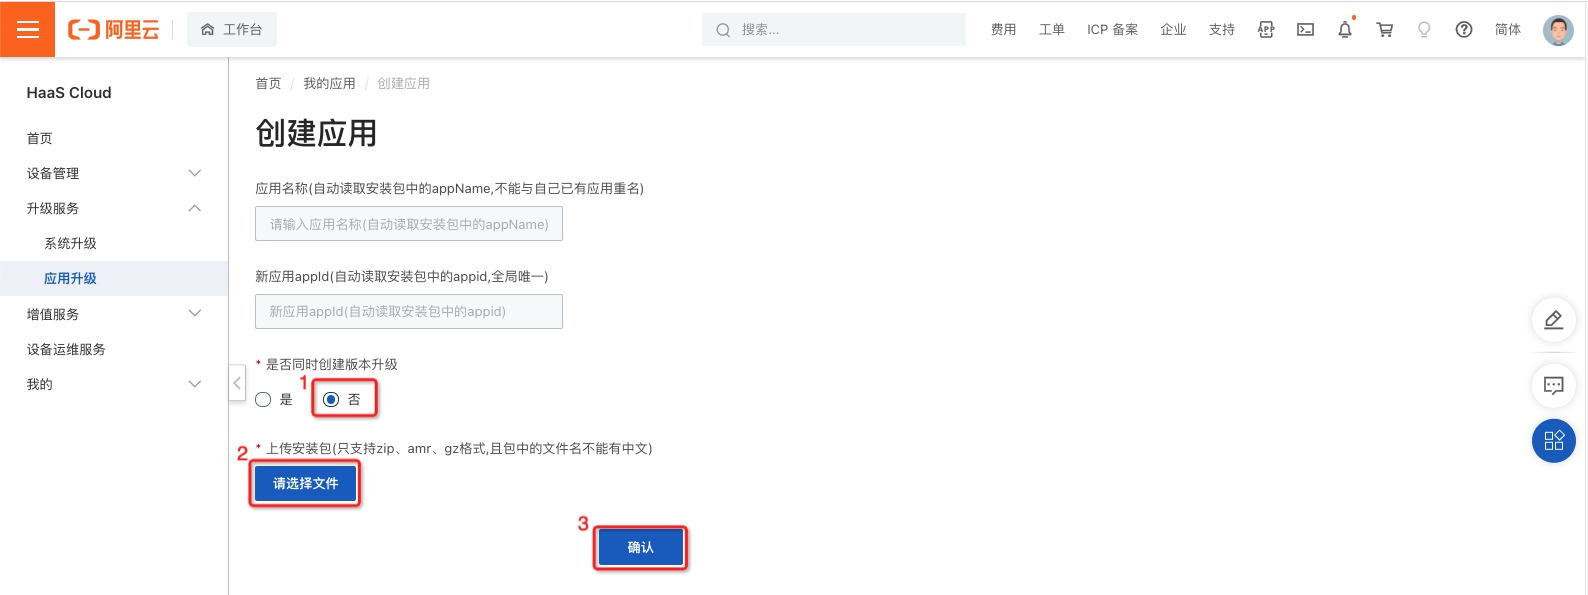 阿里云 工作台 搜索... 费用 工单 ICP 备案 企业 支持 APP 简体
HaaS Cloud
首页
设备管理
升级服务
系统升级
应用升级
增值服务
设备运维服务
我的
首页 / 我的应用 / 创建应用
创建应用
应用名称(自动读取安装包中的appName,不能与自己已有应用重名)
请输入应用名称(自动读取安装包中的appName)
新应用appId(自动读取安装包中的appid,全局唯一)
新应用appId(自动读取安装包中的appid)
* 是否同时创建版本升级
是 1 否
2 * 上传安装包(只支持zip、amr、gz格式,且包中的文件名不能有中文)
请选择文件
3 确认